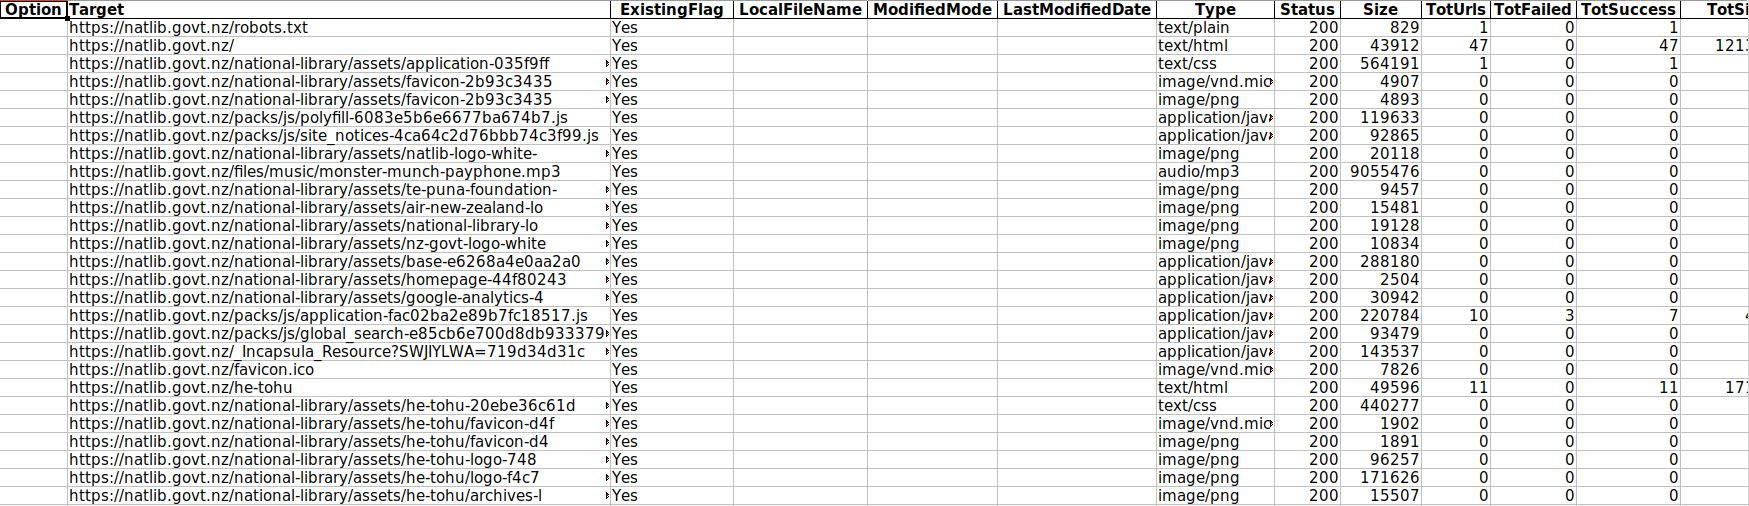 Option Target ExistingFlag LocalFileName ModifiedMode LastModifiedDate Type Status Size TotUrls TotFailed TotSuccess TotSi
https://natlib.govt.nz/robots.txt Yes text/plain 200 829 1 0 1
https://natlib.govt.nz/ Yes text/html 200 43912 47 0 47 121
https://natlib.govt.nz/national-library/assets/application-035f9ff Yes text/css 200 564191 1 0 1
https://natlib.govt.nz/national-library/assets/favicon-2b93c3435 Yes image/vnd.mic 200 4907 0 0 0
https://natlib.govt.nz/national-library/assets/favicon-2b93c3435 Yes image/png 200 4893 0 0 0
https://natlib.govt.nz/packs/js/polyfill-6083e5b6e6677ba674b7.js Yes application/jav 200 119633 0 0 0
https://natlib.govt.nz/packs/js/site_notices-4ca64c2d76bbb74c3f99.js Yes application/jav 200 92865 0 0 0
https://natlib.govt.nz/national-library/assets/natlib-logo-white- Yes image/png 200 20118 0 0 0
https://natlib.govt.nz/files/music/monster-munch-payphone.mp3 Yes audio/mp3 200 9055476 0 0 0
https://natlib.govt.nz/national-library/assets/te-puna-foundation- Yes image/png 200 9457 0 0 0
https://natlib.govt.nz/national-library/assets/air-new-zealand-lo Yes image/png 200 15481 0 0 0
https://natlib.govt.nz/national-library/assets/national-library-lo Yes image/png 200 19128 0 0 0
https://natlib.govt.nz/national-library/assets/nz-govt-logo-white Yes image/png 200 10834 0 0 0
https://natlib.govt.nz/national-library/assets/base-e6268a4e0aa2a0 Yes application/jav 200 288180 0 0 0
https://natlib.govt.nz/national-library/assets/homepage-44f80243 Yes application/jav 200 2504 0 0 0
https://natlib.govt.nz/national-library/assets/google-analytics-4 Yes application/jav 200 30942 0 0 0
https://natlib.govt.nz/packs/js/application-fac02ba2e89b7fc18517.js Yes application/jav 200 220784 10 3 7
https://natlib.govt.nz/packs/js/global_search-e85cb6e700d8db933379 Yes application/jav 200 93479 0 0 0
https://natlib.govt.nz/_Incapsula_Resource?SWJIYLWA=719d34d31c Yes application/jav 200 143537 0 0 0
https://natlib.govt.nz/favicon.ico Yes image/vnd.mic 200 7826 0 0 0
https://natlib.govt.nz/he-tohu Yes text/html 200 49596 11 0 11 17
https://natlib.govt.nz/national-library/assets/he-tohu-20ebe36c61d Yes text/css 200 440277 0 0 0
https://natlib.govt.nz/national-library/assets/he-tohu/favicon-d4f Yes image/vnd.mic 200 1902 0 0 0
https://natlib.govt.nz/national-library/assets/he-tohu/favicon-d4 Yes image/png 200 1891 0 0 0
https://natlib.govt.nz/national-library/assets/he-tohu-logo-748 Yes image/png 200 96257 0 0 0
https://natlib.govt.nz/national-library/assets/he-tohu/logo-f4c7 Yes image/png 200 171626 0 0 0
https://natlib.govt.nz/national-library/assets/he-tohu/archives-l Yes image/png 200 15507 0 0 0